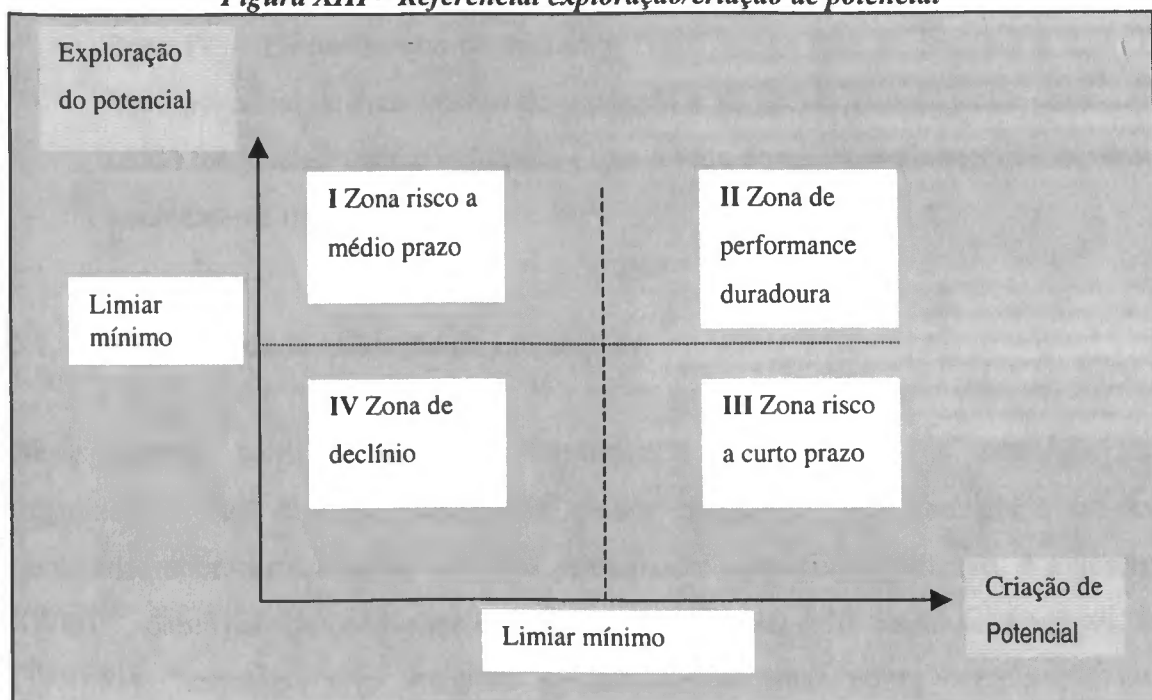 Figura XIII – Referencial exploração/criação de potencial
Exploração
do potencial
I Zona risco a
médio prazo
II Zona de
performance
duradoura
Limiar
mínimo
IV Zona de
declínio
III Zona risco
a curto prazo
Limiar mínimo
Criação de
Potencial